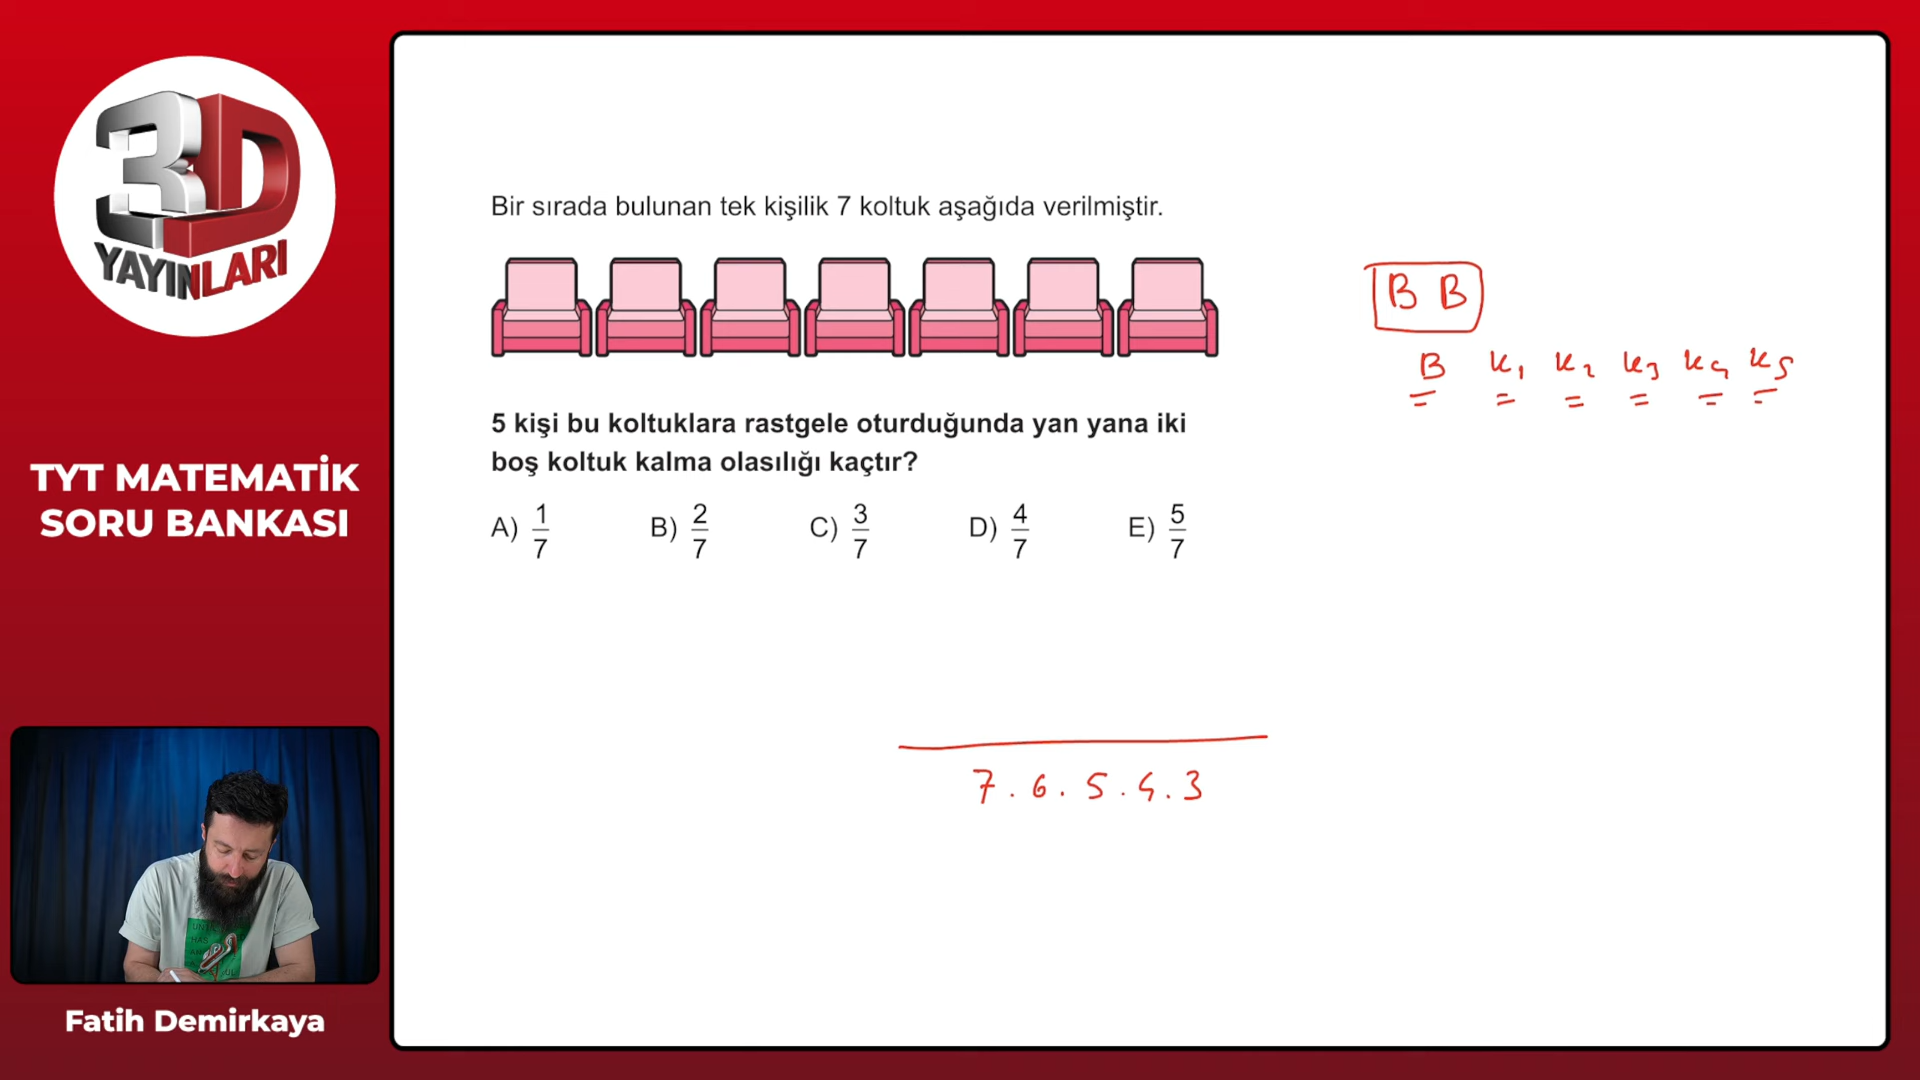 3D
YAYINLARI
TYT MATEMATİK
SORU BANKASI
Fatih Demirkaya
Bir sırada bulunan tek kişilik 7 koltuk aşağıda verilmiştir.
5 kişi bu koltuklara rastgele oturduğunda yan yana iki
boş koltuk kalma olasılığı kaçtır?
A) 1/7 B) 2/7 C) 3/7 D) 4/7 E) 5/7
B B
B K1 K2 K3 K4 K5
7 . 6 . 5 . 4 . 3